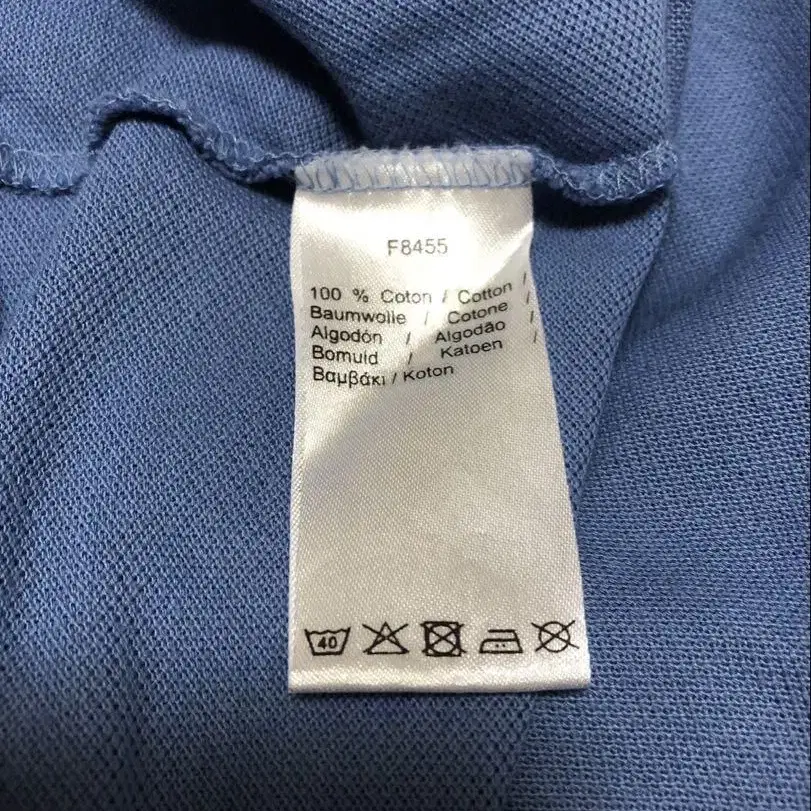 F8455
100 % Coton / Cotton /
Baumwolle / Cotone /
Algodón / Algodão /
Bomuld / Katoen /
Βαμβάκι / Koton
40